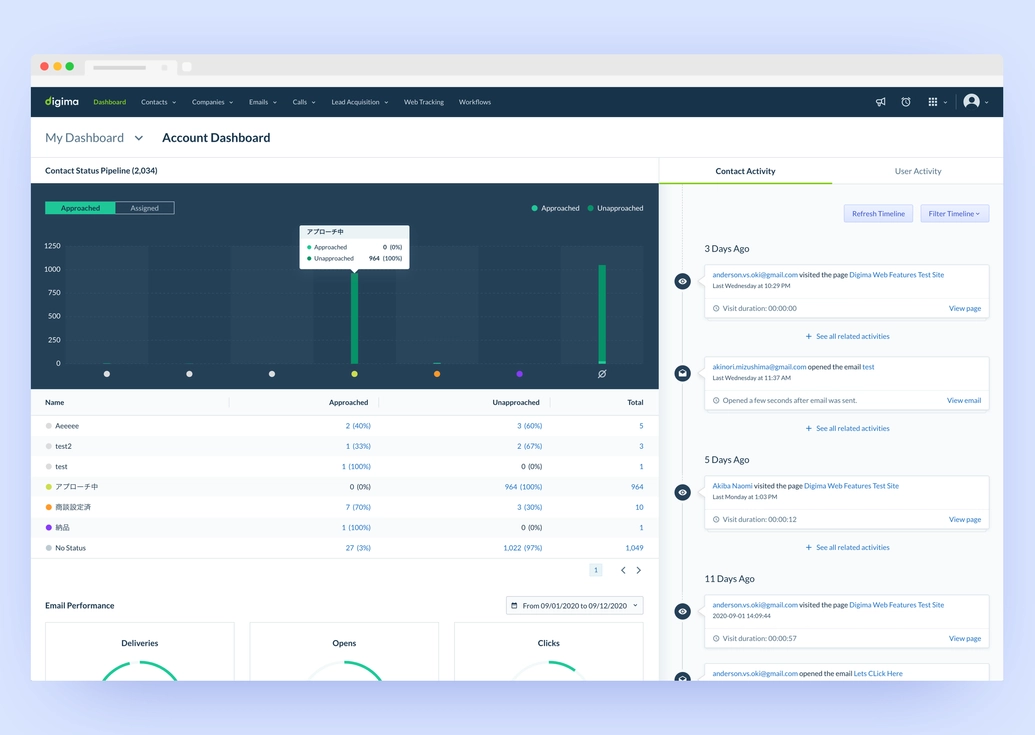 digima Dashboard Contacts Companies Emails Calls Lead Acquisition Web Tracking Workflows
My Dashboard Account Dashboard
Contact Status Pipeline (2,034)
Approached Assigned
Approached Unapproached
アプローチ中
Approached 0 (0%)
Unapproached 964 (100%)
1250
1000
750
500
250
0
Name Approached Unapproached Total
Aeeeee 2 (40%) 3 (60%) 5
test2 1 (33%) 2 (67%) 3
test 1 (100%) 0 (0%) 1
アプローチ中 0 (0%) 964 (100%) 964
商談設定済 7 (70%) 3 (30%) 10
納品 1 (100%) 0 (0%) 1
No Status 27 (3%) 1,022 (97%) 1,049
1
Email Performance
From 09/01/2020 to 09/12/2020
Deliveries Opens Clicks
Contact Activity User Activity
Refresh Timeline Filter Timeline
3 Days Ago
anderson.vs.oki@gmail.com visited the page Digima Web Features Test Site
Last Wednesday at 10:29 PM
Visit duration: 00:00:00 View page
+ See all related activities
akinori.mizushima@gmail.com opened the email test
Last Wednesday at 11:37 AM
Opened a few seconds after email was sent. View email
+ See all related activities
5 Days Ago
Akiba Naomi visited the page Digima Web Features Test Site
Last Monday at 1:03 PM
Visit duration: 00:00:12 View page
+ See all related activities
11 Days Ago
anderson.vs.oki@gmail.com visited the page Digima Web Features Test Site
2020-09-01 14:09:44
Visit duration: 00:00:57 View page
anderson.vs.oki@gmail.com opened the email Lets CLick Here